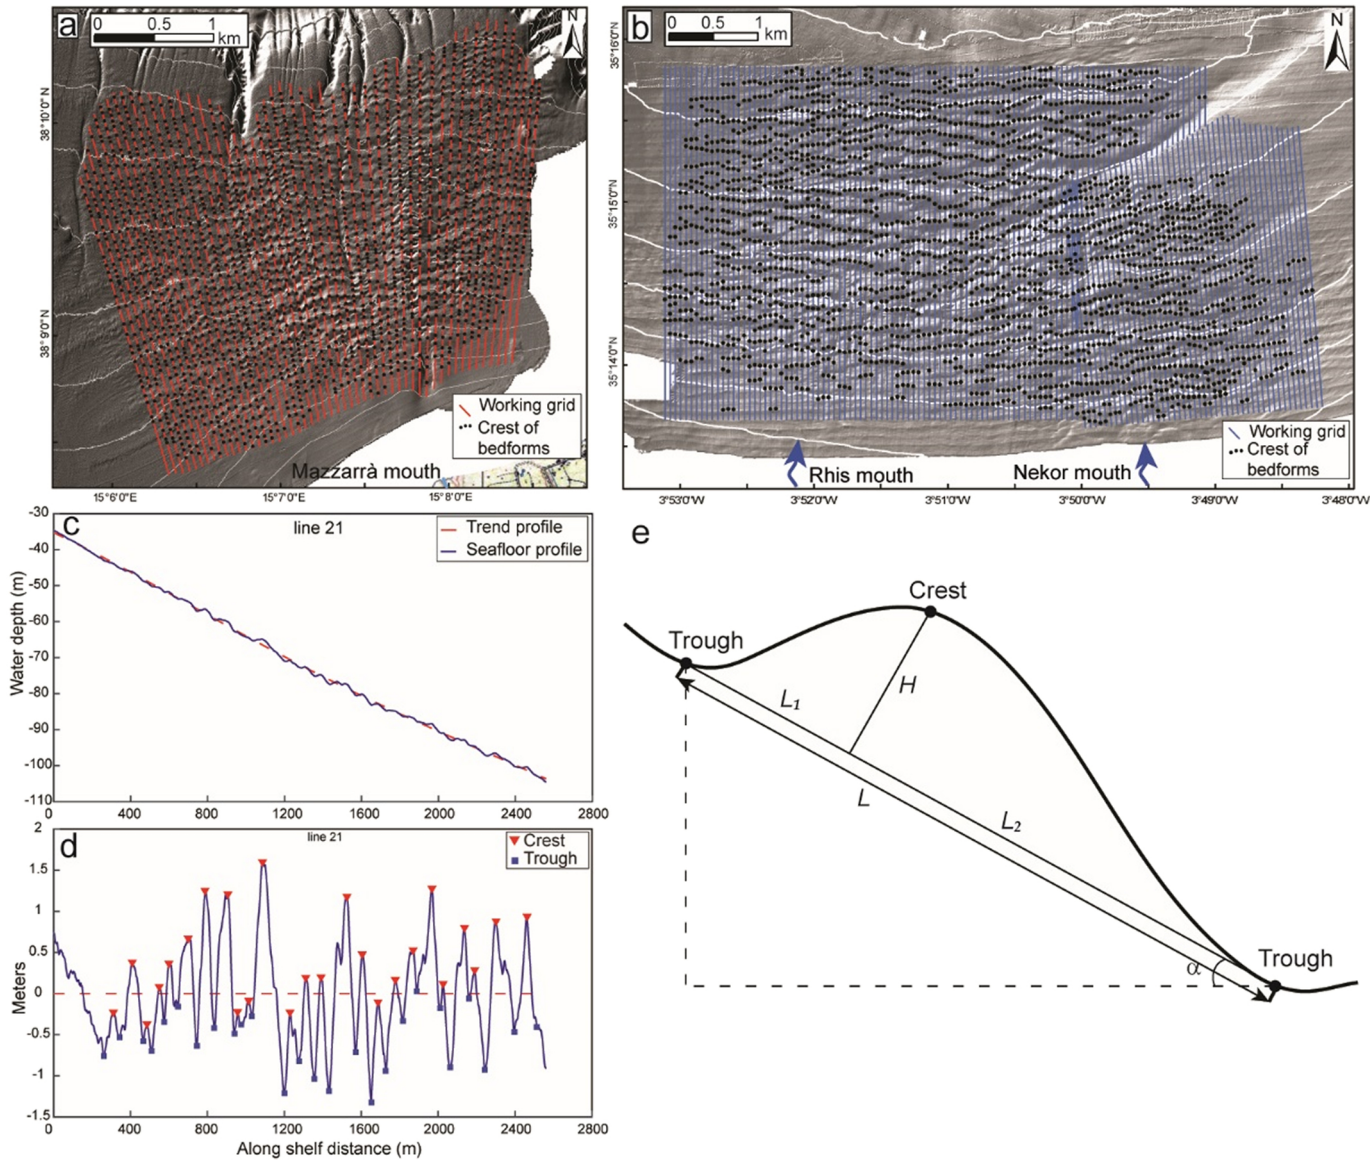 a
0 0.5 1
km
N
38°10'0" N
38°9'0"N
Working grid
Crest of
bedforms
Mazzarrà mouth
15°6'0"E 15°7'0"E 15°8'0"E
b
0 0.5 1
km
N
35°16'0"N
35°15'0"N
35°14'0"N
Working grid
Crest of
bedforms
Rhis mouth
Nekor mouth
3°53'0"W 3°52'0"W 3°51'0"W 3°50'0"W 3°49'0"W 3°48'0"W
c
line 21
Trend profile
Seafloor profile
Water depth (m)
-30
-40
-50
-60
-70
-80
-90
-100
-110
0 400 800 1200 1600 2000 2400 2800
d
line 21
Crest
Trough
Meters
2
1.5
1
0.5
0
-0.5
-1
-1.5
0 400 800 1200 1600 2000 2400 2800
Along shelf distance (m)
e
Crest
Trough
H
L1
L
L2
α
Trough